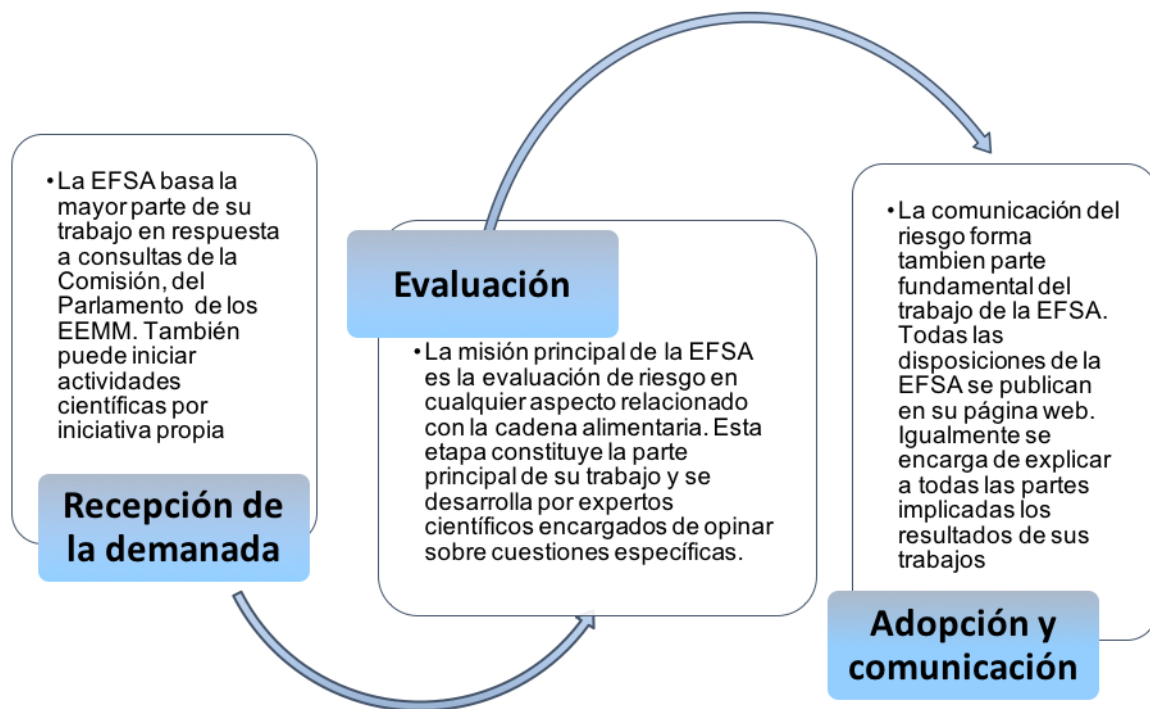 • La EFSA basa la
mayor parte de su
trabajo en respuesta
a consultas de la
Comisión, del
Parlamento de los
EEMM. También
puede iniciar
actividades
científicas por
iniciativa propia
Recepción de
la demanada
Evaluación
• La misión principal de la EFSA
es la evaluación de riesgo en
cualquier aspecto relacionado
con la cadena alimentaria. Esta
etapa constituye la parte
principal de su trabajo y se
desarrolla por expertos
científicos encargados de opinar
sobre cuestiones específicas.
• La comunicación del
riesgo forma
tambien parte
fundamental del
trabajo de la EFSA.
Todas las
disposiciones de la
EFSA se publican
en su página web.
Igualmente se
encarga de explicar
a todas las partes
implicadas los
resultados de sus
trabajos
Adopción y
comunicación